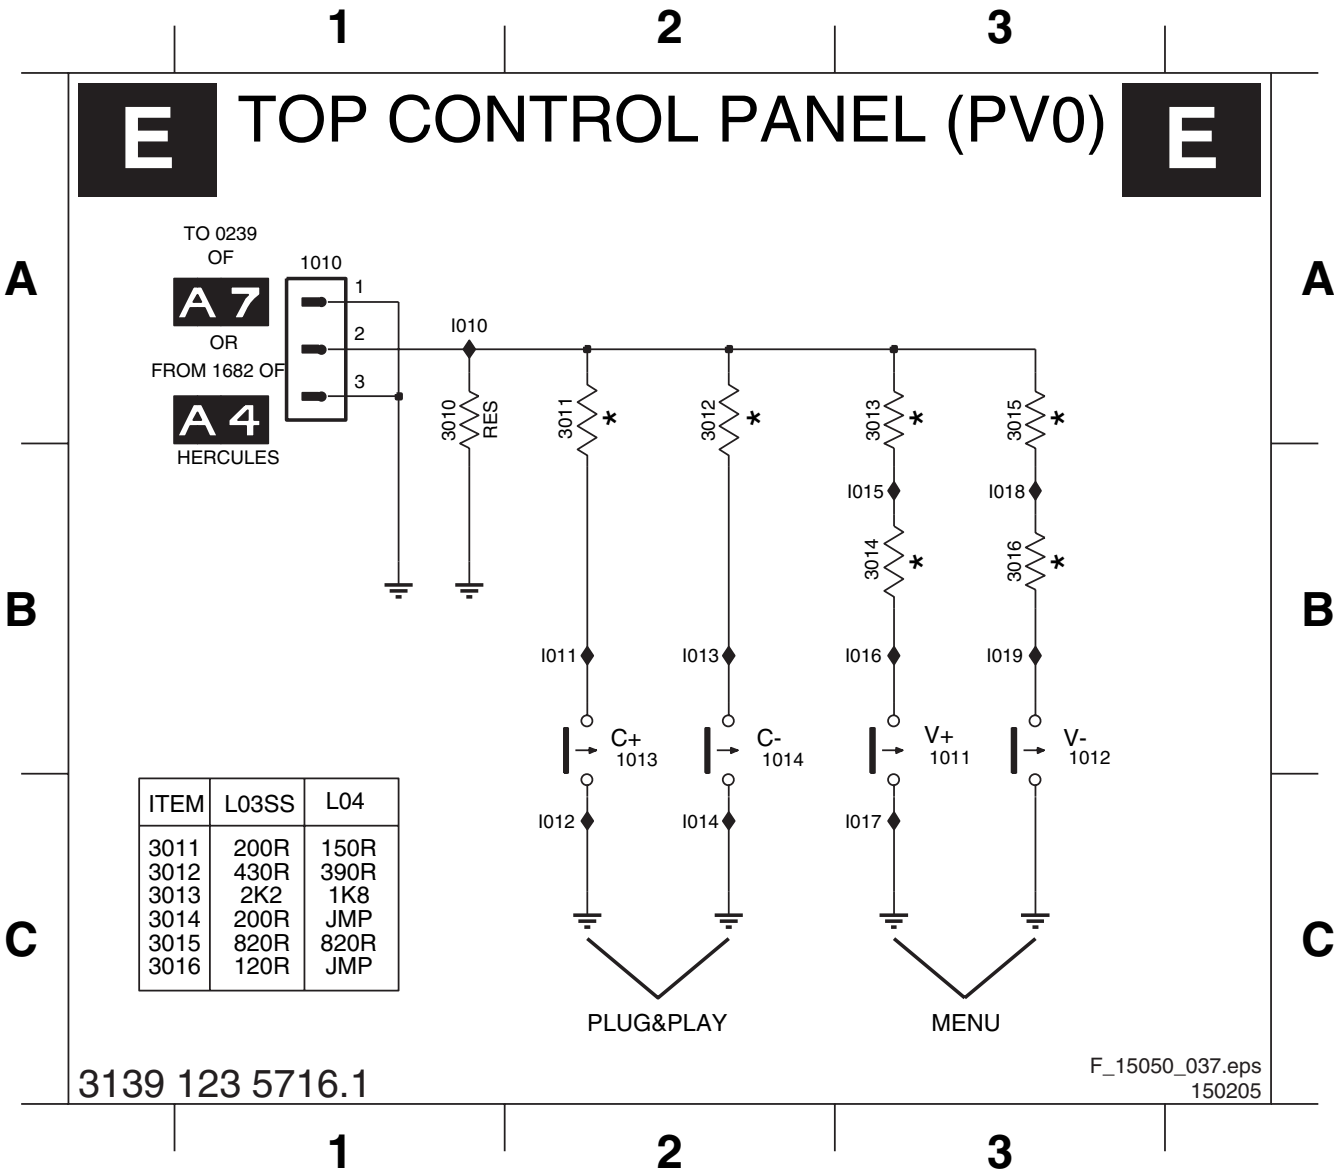 1 2 3
E TOP CONTROL PANEL (PV0) E
TO 0239
OF
A 7
OR
FROM 1682 OF
A 4
HERCULES
A A
1010
1
2
3
I010
3010
RES
3011 *
3012 *
3013 *
3015 *
I015
I018
3014 *
3016 *
B B
I011
I013
I016
I019
C+
1013
C-
1014
V+
1011
V-
1012
I012
I014
I017
ITEM L03SS L04
3011 200R 150R
3012 430R 390R
3013 2K2 1K8
3014 200R JMP
3015 820R 820R
3016 120R JMP
C C
PLUG&PLAY
MENU
3139 123 5716.1
F_15050_037.eps
150205
1 2 3